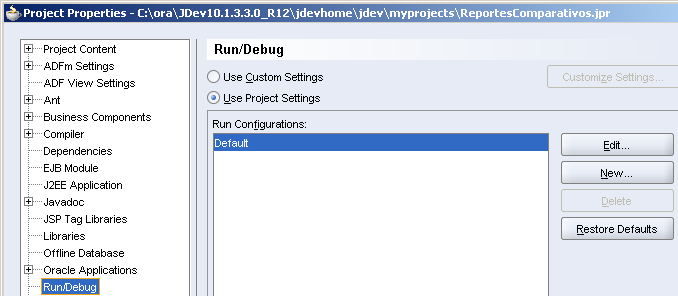 Project Properties - C:\ora\JDev10.1.3.3.0_R12\jdevhome\jdev\myprojects\ReportesComparativos.jpr
Project Content
ADFm Settings
ADF View Settings
Ant
Business Components
Compiler
Dependencies
EJB Module
J2EE Application
Javadoc
JSP Tag Libraries
Libraries
Offline Database
Oracle Applications
Run/Debug
Run/Debug
Use Custom Settings
Customize Settings...
Use Project Settings
Run Configurations:
Default
Edit...
New...
Delete
Restore Defaults